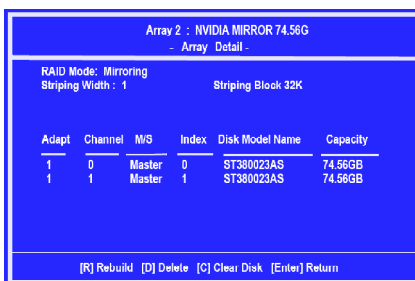 Array 2 : NVIDIA MIRROR 74.56G
- Array Detail -
RAID Mode: Mirroring
Striping Width : 1 Striping Block 32K
Adapt Channel M/S Index Disk Model Name Capacity
1 0 Master 0 ST380023AS 74.56GB
1 1 Master 1 ST380023AS 74.56GB
[R] Rebuild [D] Delete [C] Clear Disk [Enter] Return